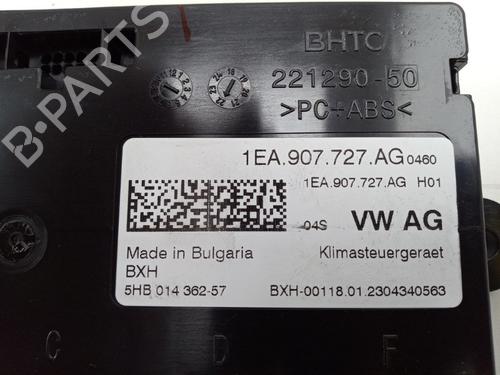 B-PARTS
BHTC
221290-50
>PC+ABS<
1EA.907.727.AG 0460
1EA.907.727.AG H01
04S VW AG
Made in Bulgaria Klimasteuergeraet
BXH
5HB 014 362-57 BXH-00118.01.2304340563
C D F